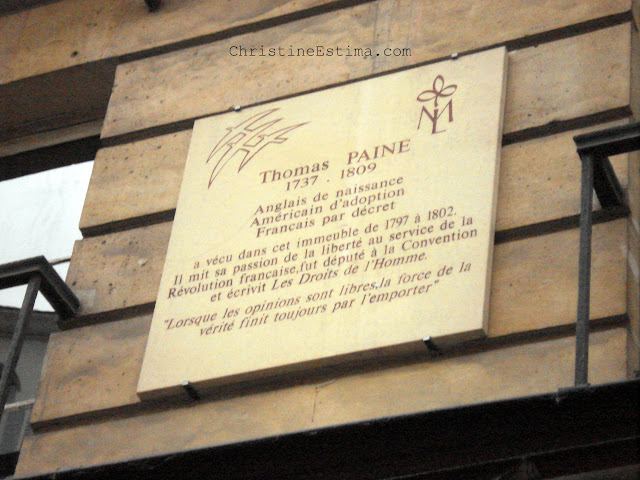 ChristineEstima.com
NLM
Thomas PAINE
1737 . 1809
Anglais de naissance
Américain d'adoption
Français par décret
a vécu dans cet immeuble de 1797 à 1802.
Il mit sa passion de la liberté au service de la
Révolution française,fut député à la Convention
et écrivit Les Droits de l'Homme.
"Lorsque les opinions sont libres,la force de la
vérité finit toujours par l'emporter"